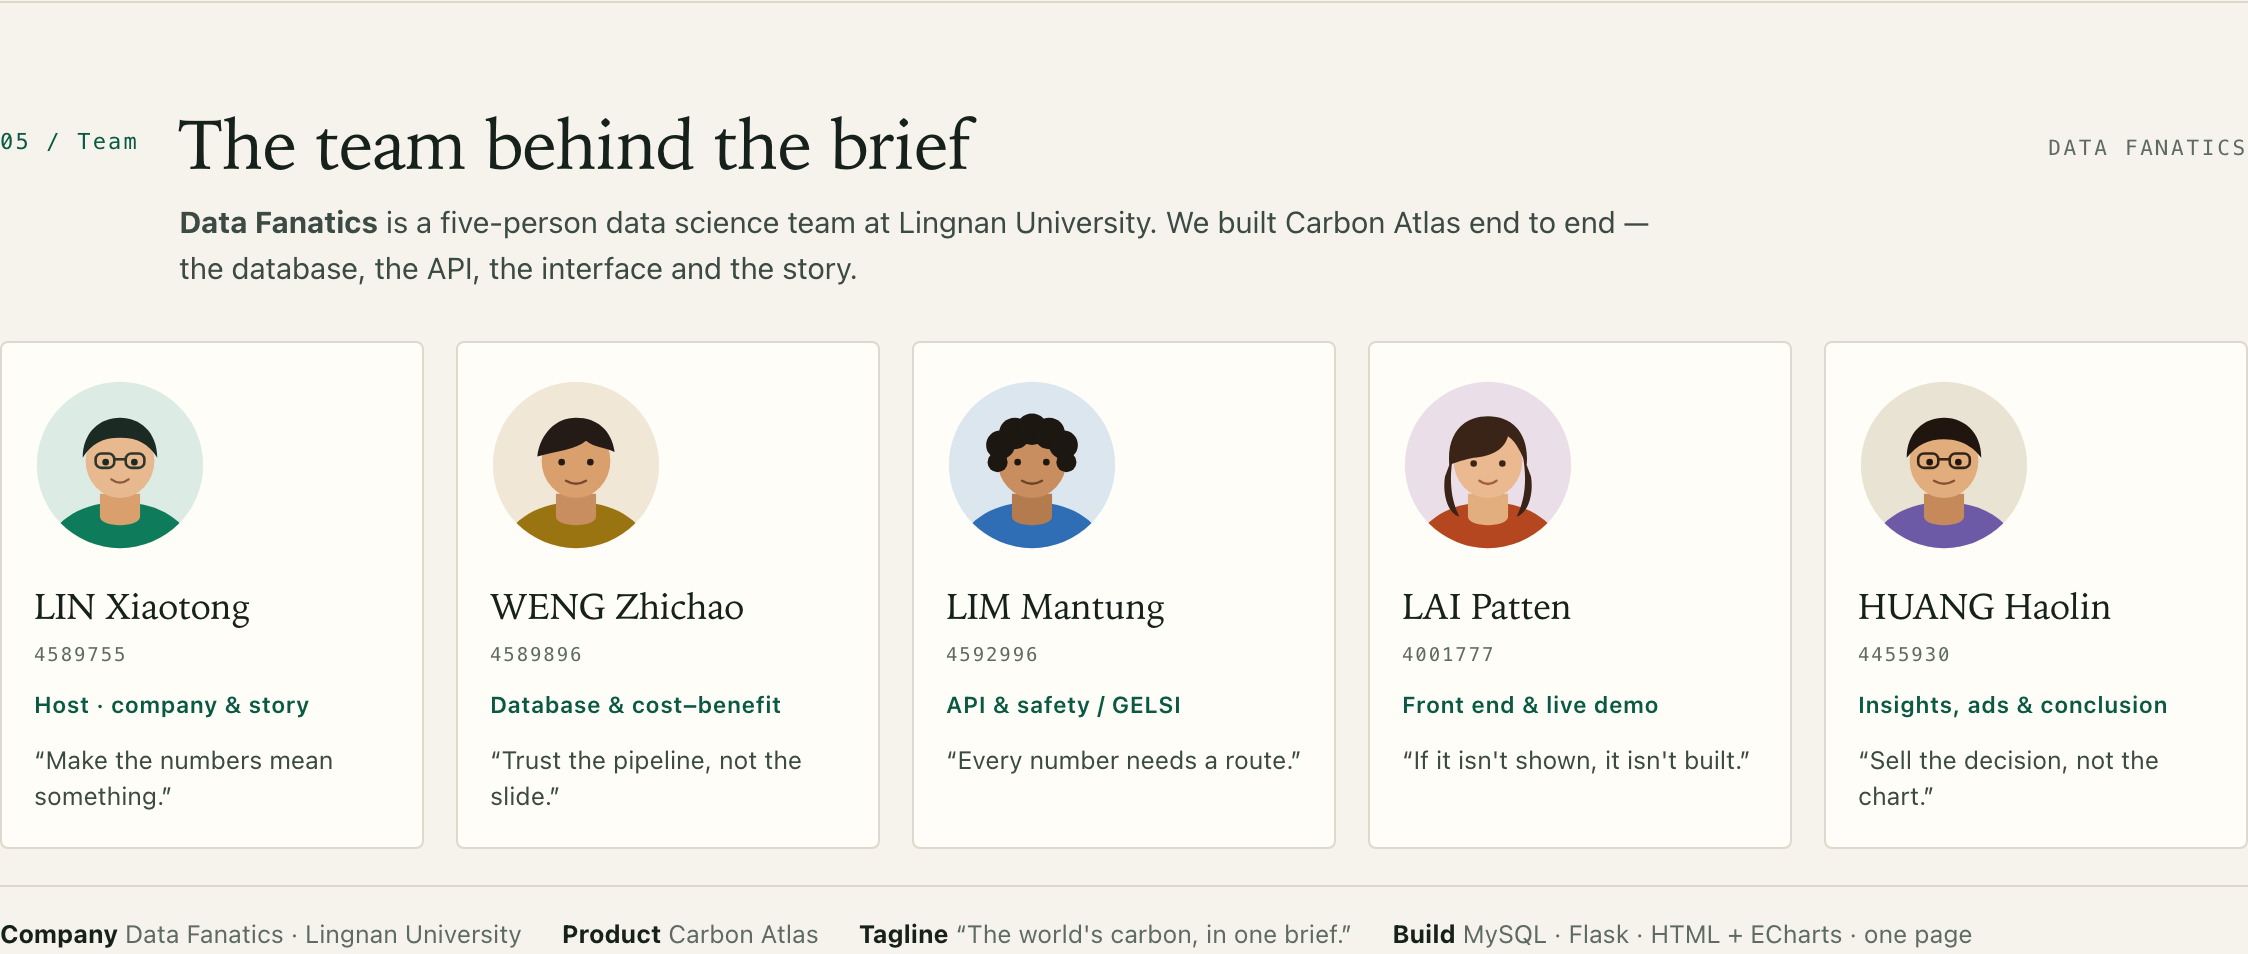 05 / Team
The team behind the brief
DATA FANATICS
Data Fanatics is a five-person data science team at Lingnan University. We built Carbon Atlas end to end —
the database, the API, the interface and the story.
LIN Xiaotong
4589755
Host · company & story
“Make the numbers mean
something.”
WENG Zhichao
4589896
Database & cost–benefit
“Trust the pipeline, not the
slide.”
LIM Mantung
4592996
API & safety / GELSI
“Every number needs a route.”
LAI Patten
4001777
Front end & live demo
“If it isn't shown, it isn't built.”
HUANG Haolin
4455930
Insights, ads & conclusion
“Sell the decision, not the
chart.”
Company Data Fanatics · Lingnan University
Product Carbon Atlas
Tagline “The world's carbon, in one brief.”
Build MySQL · Flask · HTML + ECharts · one page